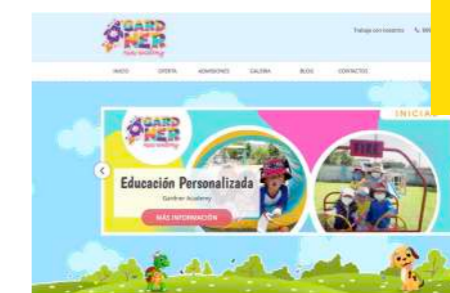 GARD
NER
Trabaja con nosotros
INICIO OFERTA ADMISIONES GALERIA BLOG CONTACTOS
INICIA
GARD
NER
FIRE
Educación Personalizada
Gardner Academy
MÁS INFORMACIÓN